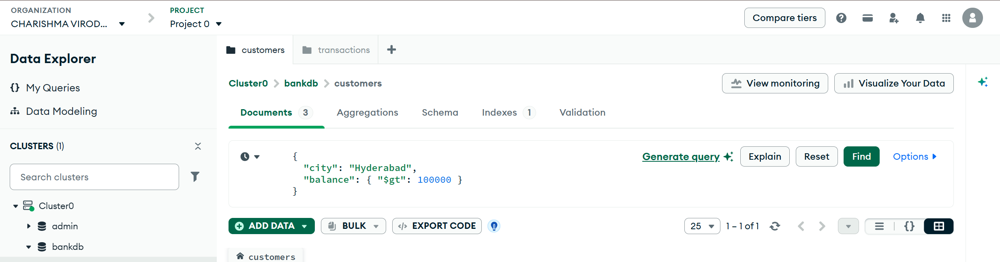 ORGANIZATION
CHARISHMA VIROD...
PROJECT
Project 0
Compare tiers
Data Explorer
My Queries
Data Modeling
CLUSTERS (1)
Search clusters
Cluster0
admin
bankdb
customers
transactions
Cluster0 bankdb customers
View monitoring
Visualize Your Data
Documents 3 Aggregations Schema Indexes 1 Validation
{
"city": "Hyderabad",
"balance": { "$gt": 100000 }
}
Generate query
Explain
Reset
Find
Options
ADD DATA
BULK
EXPORT CODE
25
1 – 1 of 1
customers